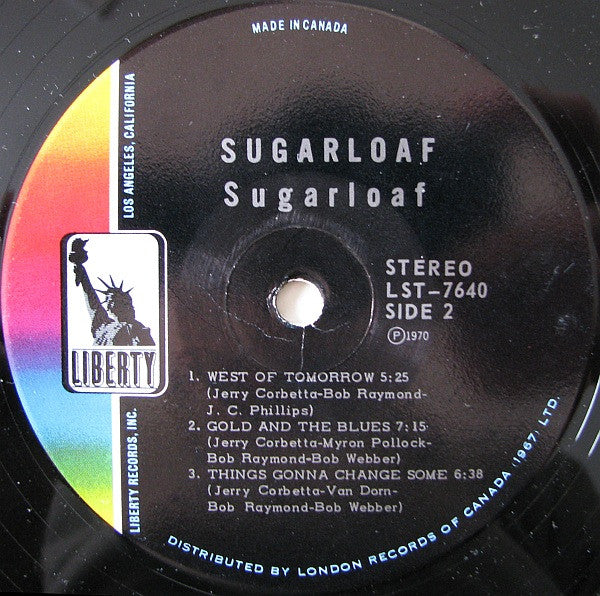 MADE IN CANADA
SUGARLOAF
Sugarloaf
STEREO
LST-7640
SIDE 2
Ⓟ1970
LOS ANGELES, CALIFORNIA
LIBERTY
LIBERTY RECORDS, INC.
1. WEST OF TOMORROW 5:25
(Jerry Corbetta-Bob Raymond-
J. C. Phillips)
2. GOLD AND THE BLUES 7:15
(Jerry Corbetta-Myron Pollock-
Bob Raymond-Bob Webber)
3. THINGS GONNA CHANGE SOME 6:38
(Jerry Corbetta-Van Dorn-
Bob Raymond-Bob Webber)
DISTRIBUTED BY LONDON RECORDS OF CANADA (1967) LTD.